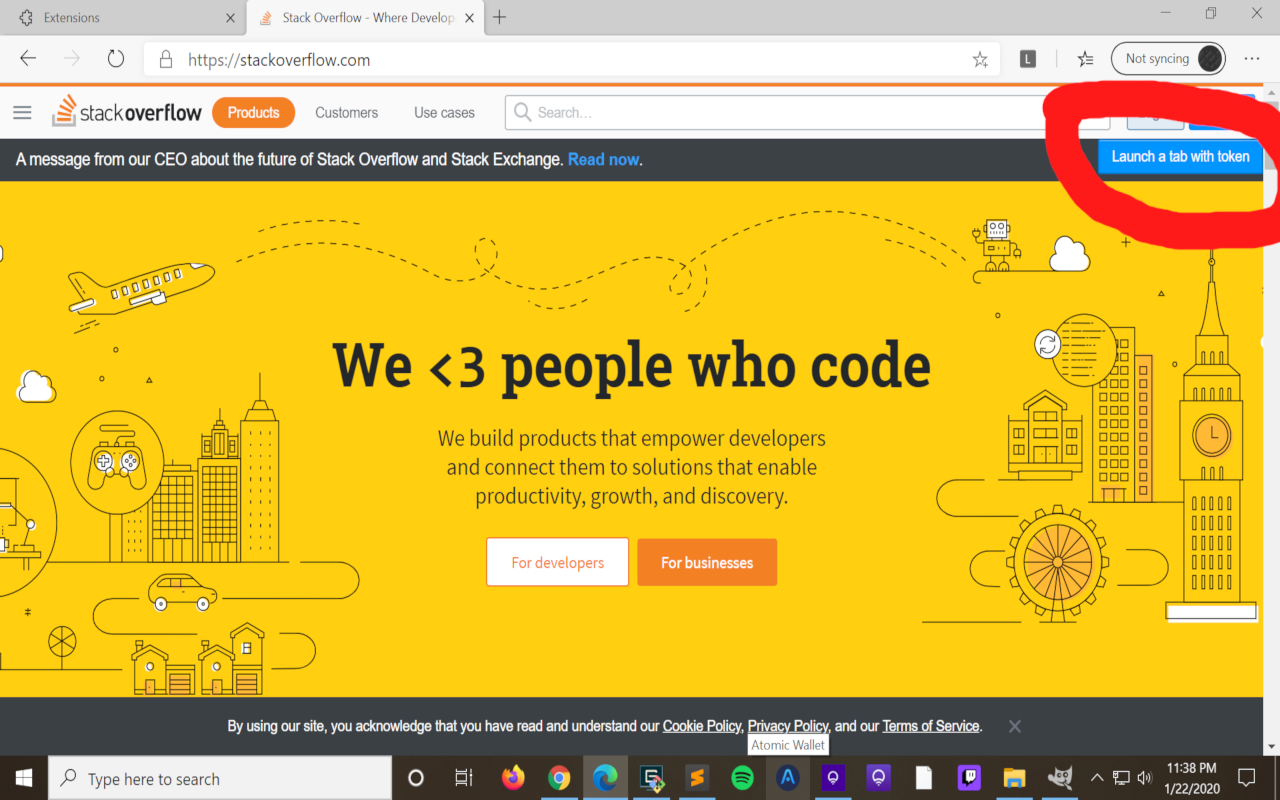 Extensions
Stack Overflow - Where Develop
https://stackoverflow.com
L
Not syncing
stackoverflow
Products
Customers
Use cases
Search...
A message from our CEO about the future of Stack Overflow and Stack Exchange. Read now.
Launch a tab with token
We <3 people who code
We build products that empower developers
and connect them to solutions that enable
productivity, growth, and discovery.
For developers
For businesses
By using our site, you acknowledge that you have read and understand our Cookie Policy, Privacy Policy, and our Terms of Service.
Atomic Wallet
Type here to search
11:38 PM
1/22/2020